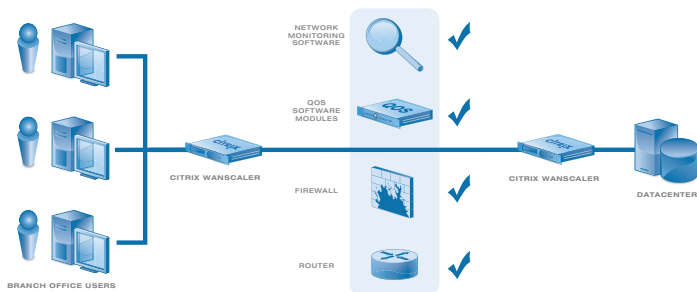 NETWORK
MONITORING
SOFTWARE
QOS
SOFTWARE
MODULES
QOS
CITRIX
CITRIX WANSCALER
CITRIX
CITRIX WANSCALER
DATACENTER
FIREWALL
ROUTER
BRANCH OFFICE USERS